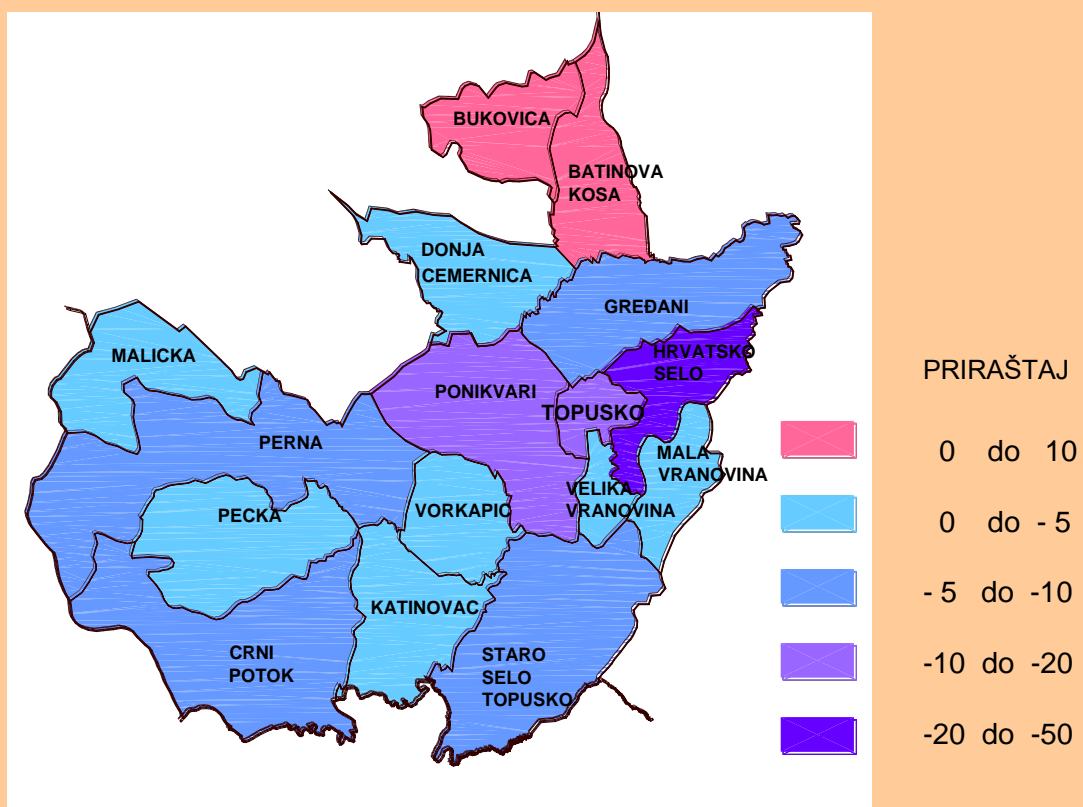 BUKOVICA
BATINOVA
KOSA
DONJA
CEMERNICA
GREĐANI
MALICKA
HRVATSKO
SELO
PONIKVARI
TOPUSKO
PERNA
MALA
VRANOVINA
VELIKA
VRANOVINA
PECKA
VORKAPIC
KATINOVAC
CRNI
POTOK
STARO
SELO
TOPUSKO
PRIRAŠTAJ
0 do 10
0 do - 5
- 5 do -10
-10 do -20
-20 do -50